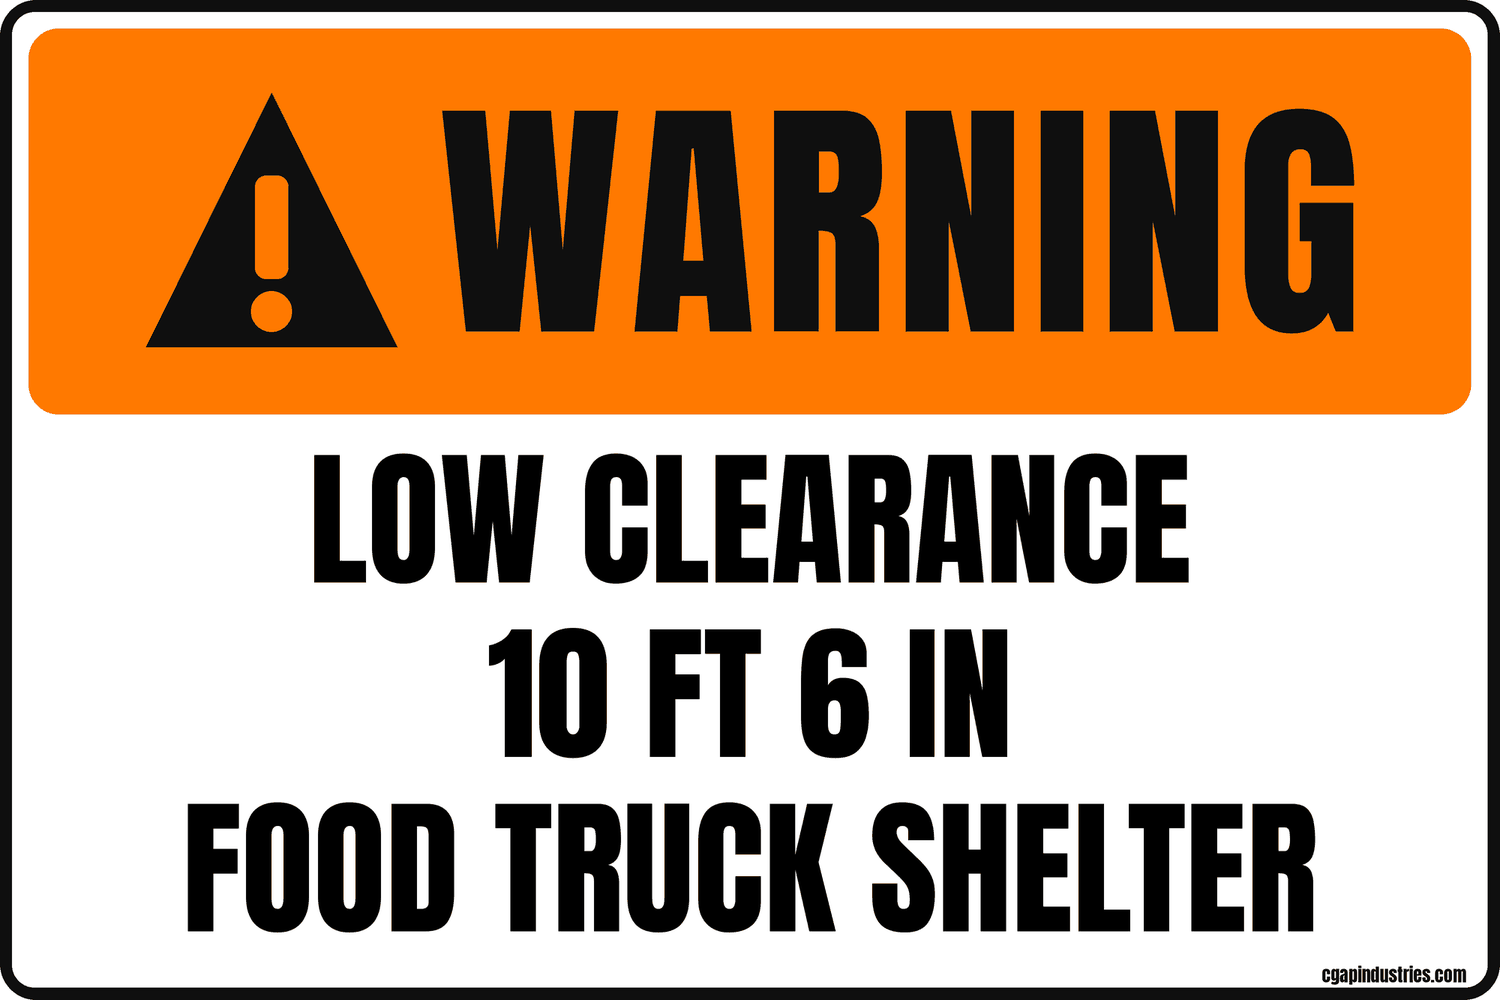 WARNING
LOW CLEARANCE
10 FT 6 IN
FOOD TRUCK SHELTER
cgapindustries.com